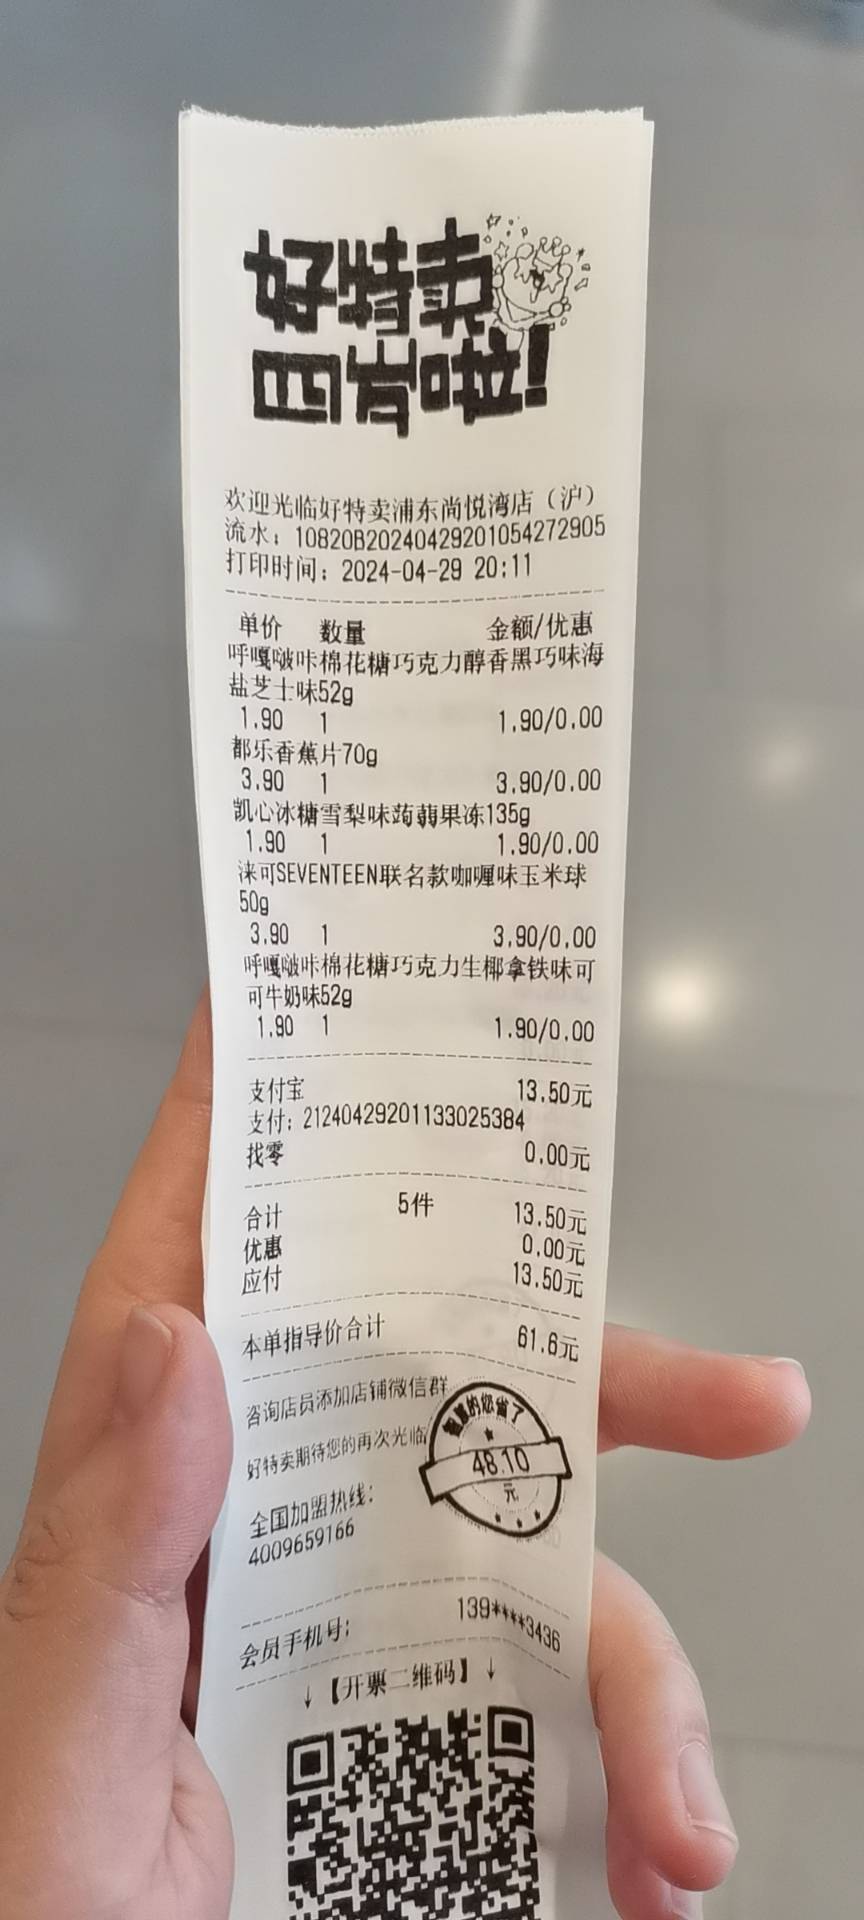 好特卖
目址哄!
欢迎光临好特卖浦东尚悦湾店（沪）
流水：10820B20240429201054272905
打印时间：2024-04-29 20:11
单价 数量 金额/优惠
呼嘎啵咔棉花糖巧克力醇香黑巧味海
盐芝士味52g
1.90 1 1.90/0.00
都乐香蕉片70g
3.90 1 3.90/0.00
凯心冰糖雪梨味蒟蒻果冻135g
1.90 1 1.90/0.00
涞可SEVENTEEN联名款咖喱味玉米球
50g
3.90 1 3.90/0.00
呼嘎啵咔棉花糖巧克力生椰拿铁味可
可牛奶味52g
1.90 1 1.90/0.00
支付宝 13.50元
支付：21240429201133025384
找零 0.00元
合计 5件 13.50元
优惠 0.00元
应付 13.50元
本单指导价合计 61.6元
咨询店员添加店铺微信群
好特卖期待您的再次光临
智慧的您省了
48.10
元
全国加盟热线：
4009659166
会员手机号： 139****3436
↓【开票二维码】↓